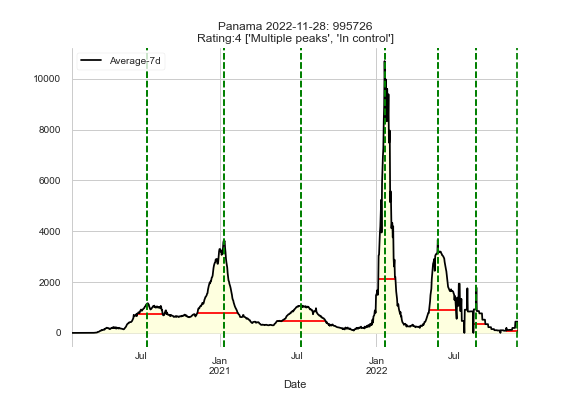 Panama 2022-11-28: 995726
Rating:4 ['Multiple peaks', 'In control']
Average-7d
10000
8000
6000
4000
2000
0
Jul
Jan
2021
Jul
Jan
2022
Jul
Date